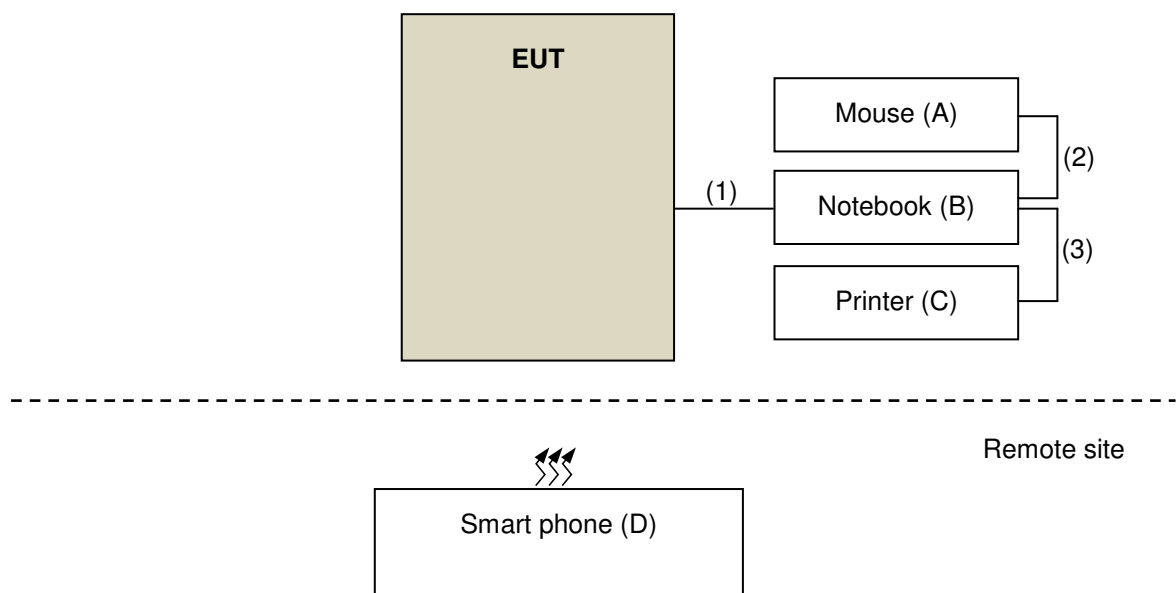 EUT
Mouse (A)
(2)
(1)
Notebook (B)
(3)
Printer (C)
Remote site
Smart phone (D)